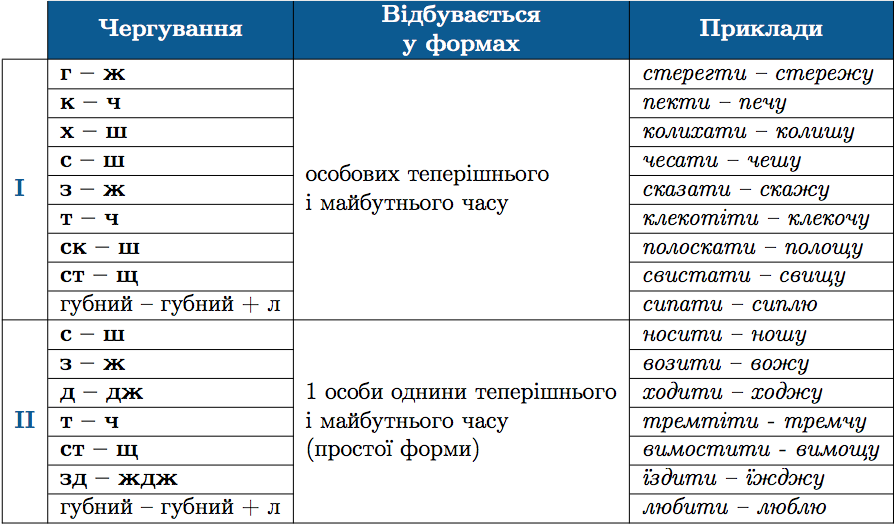 Чергування
Відбувається
у формах
Приклади
I
г – ж
стерегти – стережу
к – ч
пекти – печу
х – ш
колихати – колишу
с – ш
чесати – чешу
особових теперішнього
і майбутнього часу
з – ж
сказати – скажу
т – ч
клекотіти – клекочу
ск – ш
полоскати – полощу
ст – щ
свистати – свищу
губний – губний + л
сипати – сиплю
II
с – ш
носити – ношу
з – ж
возити – вожу
д – дж
ходити – ходжу
1 особи однини теперішнього
і майбутнього часу
(простої форми)
т – ч
тремтіти - тремчу
ст – щ
вимостити - вимощу
зд – ждж
їздити – їжджу
губний – губний + л
любити – люблю